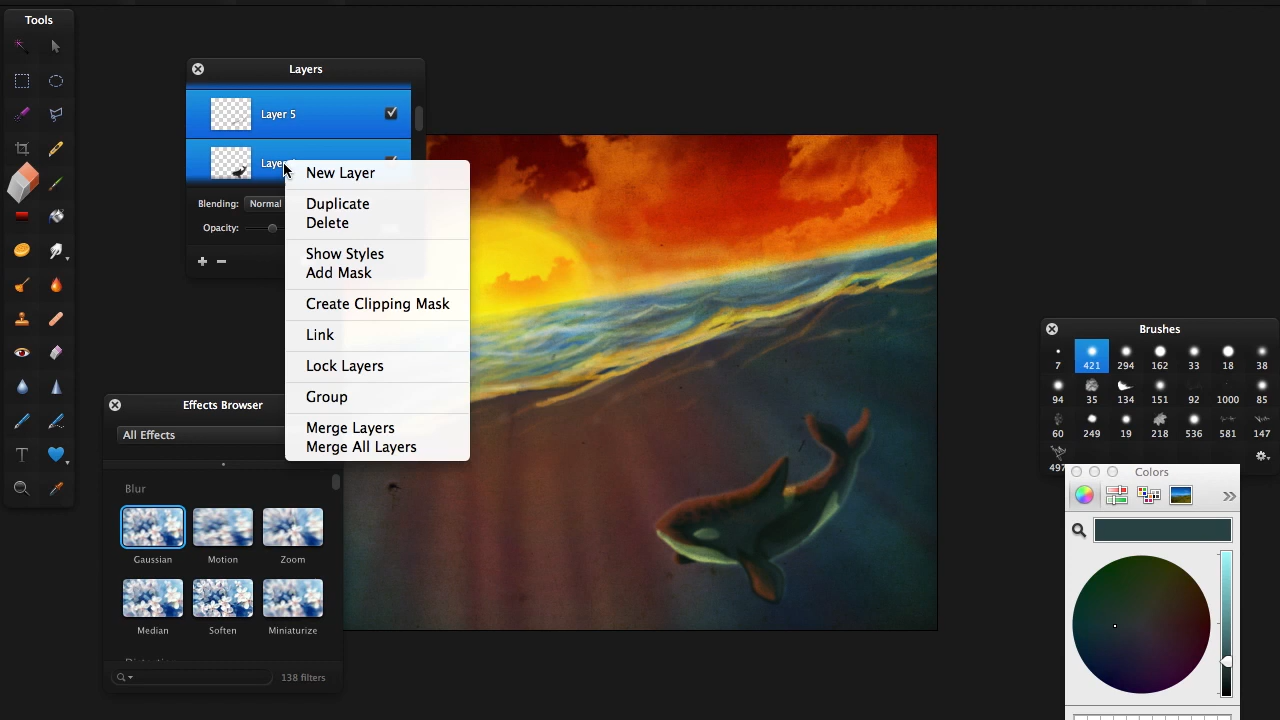 Tools
Layers
Layer 5
Layer
Blending: Normal
Opacity:
New Layer
Duplicate
Delete
Show Styles
Add Mask
Create Clipping Mask
Link
Lock Layers
Group
Merge Layers
Merge All Layers
Effects Browser
All Effects
Blur
Gaussian Motion Zoom
Median Soften Miniaturize
138 filters
Brushes
7 421 294 162 33 18 38
94 35 134 151 92 1000 85
60 249 19 218 536 581 147
497
Colors